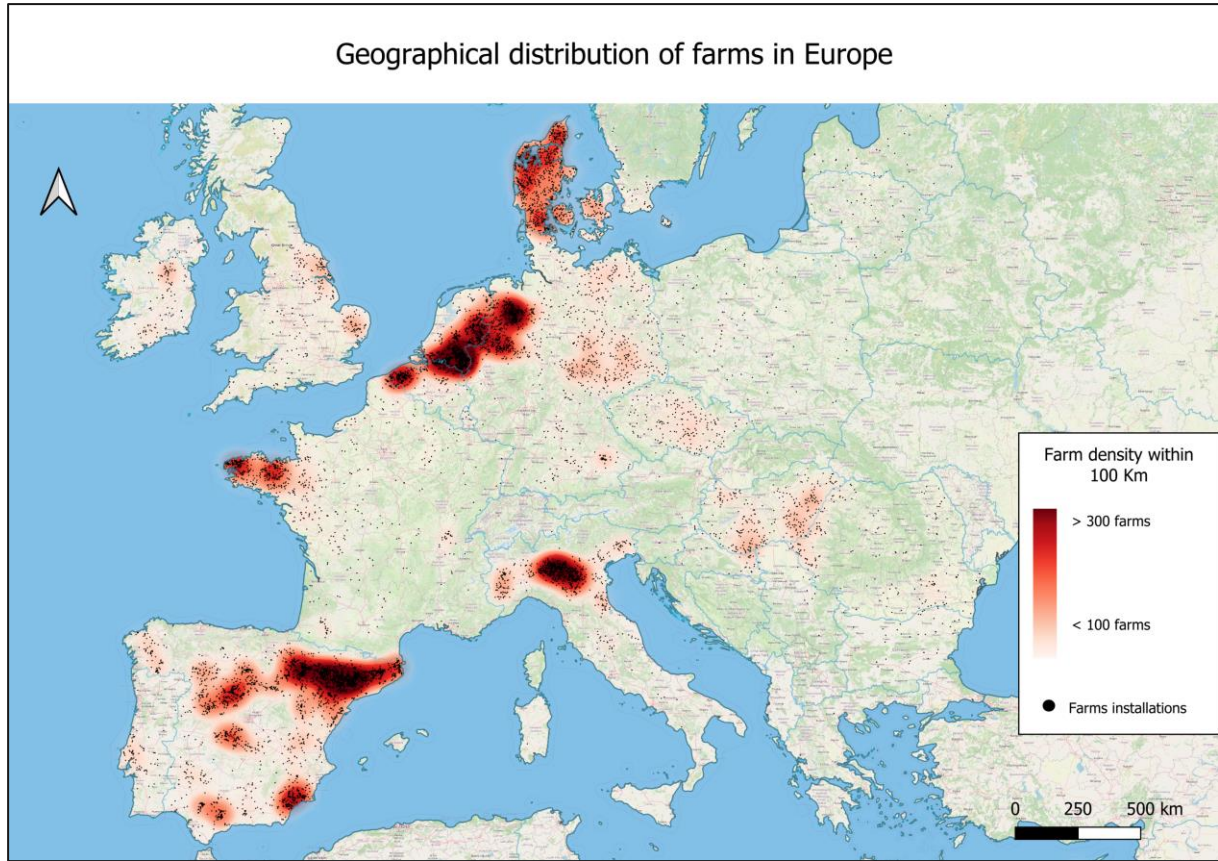 Geographical distribution of farms in Europe
Farm density within
100 Km
> 300 farms
< 100 farms
Farms installations
0 250 500 km